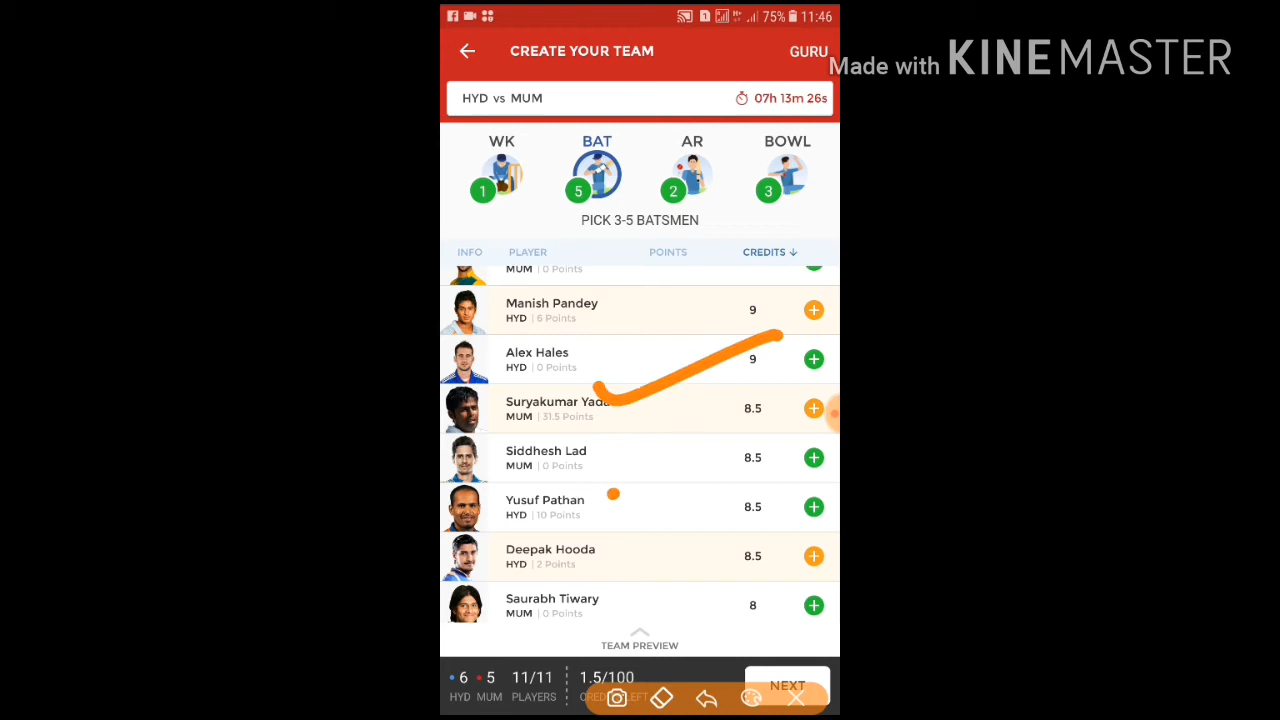 75% 11:46
CREATE YOUR TEAM GURU
Made with KINEMASTER
HYD vs MUM 07h 13m 26s
WK BAT AR BOWL
1 5 2 3
PICK 3-5 BATSMEN
INFO PLAYER POINTS CREDITS
MUM | 0 Points
Manish Pandey 9
HYD | 6 Points
Alex Hales 9
HYD | 0 Points
Suryakumar Yada 8.5
MUM | 31.5 Points
Siddhesh Lad 8.5
MUM | 0 Points
Yusuf Pathan 8.5
HYD | 10 Points
Deepak Hooda 8.5
HYD | 2 Points
Saurabh Tiwary 8
MUM | 0 Points
TEAM PREVIEW
6 5 11/11 1.5/100 NEXT
HYD MUM PLAYERS